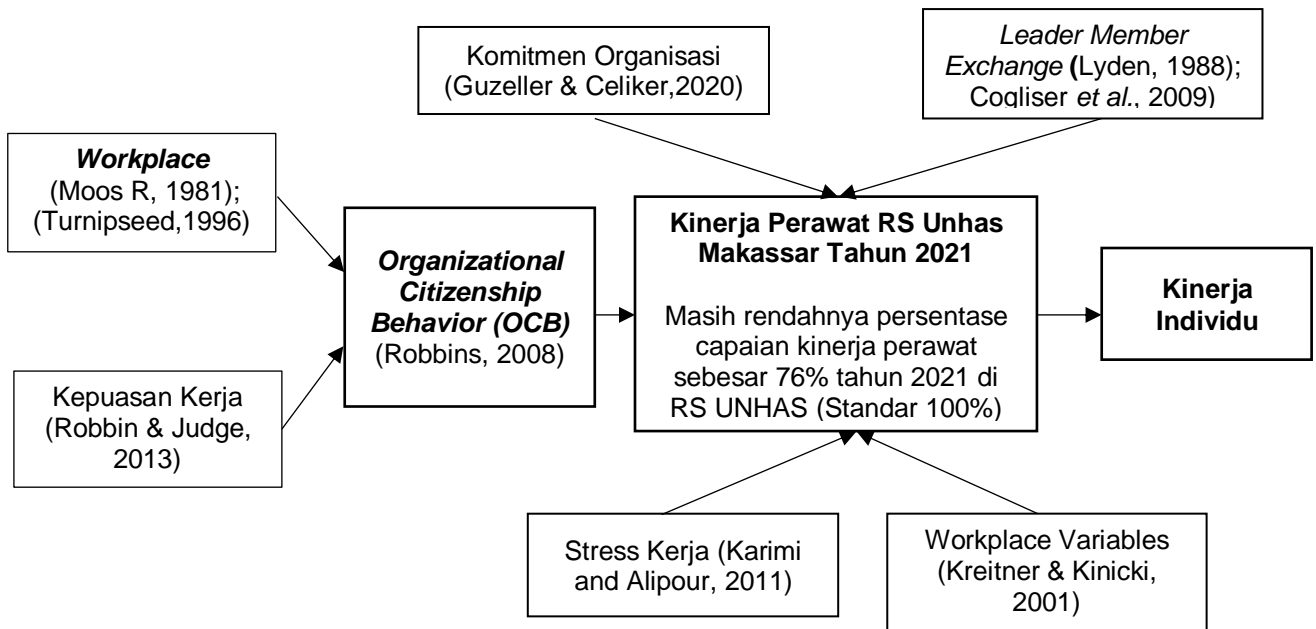 Komitmen Organisasi
(Guzeller & Celiker,2020)
Leader Member
Exchange (Lyden, 1988);
Cogliser et al., 2009)
Workplace
(Moos R, 1981);
(Turnipseed,1996)
Organizational
Citizenship
Behavior (OCB)
(Robbins, 2008)
Kinerja Perawat RS Unhas
Makassar Tahun 2021
Masih rendahnya persentase
capaian kinerja perawat
sebesar 76% tahun 2021 di
RS UNHAS (Standar 100%)
Kinerja
Individu
Kepuasan Kerja
(Robbin & Judge,
2013)
Stress Kerja (Karimi
and Alipour, 2011)
Workplace Variables
(Kreitner & Kinicki,
2001)